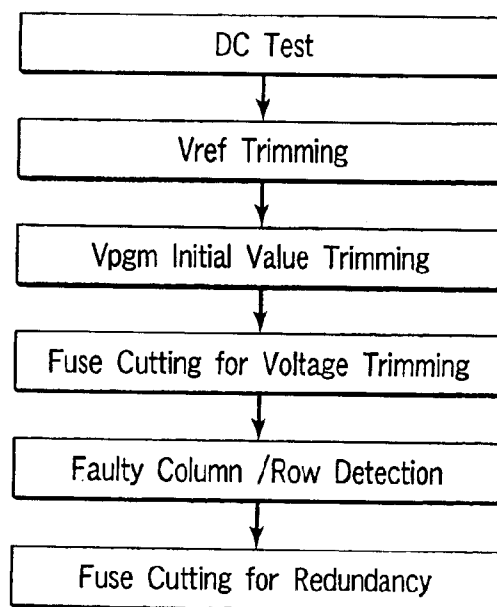 DC Test
Vref Trimming
Vpgm Initial Value Trimming
Fuse Cutting for Voltage Trimming
Faulty Column /Row Detection
Fuse Cutting for Redundancy